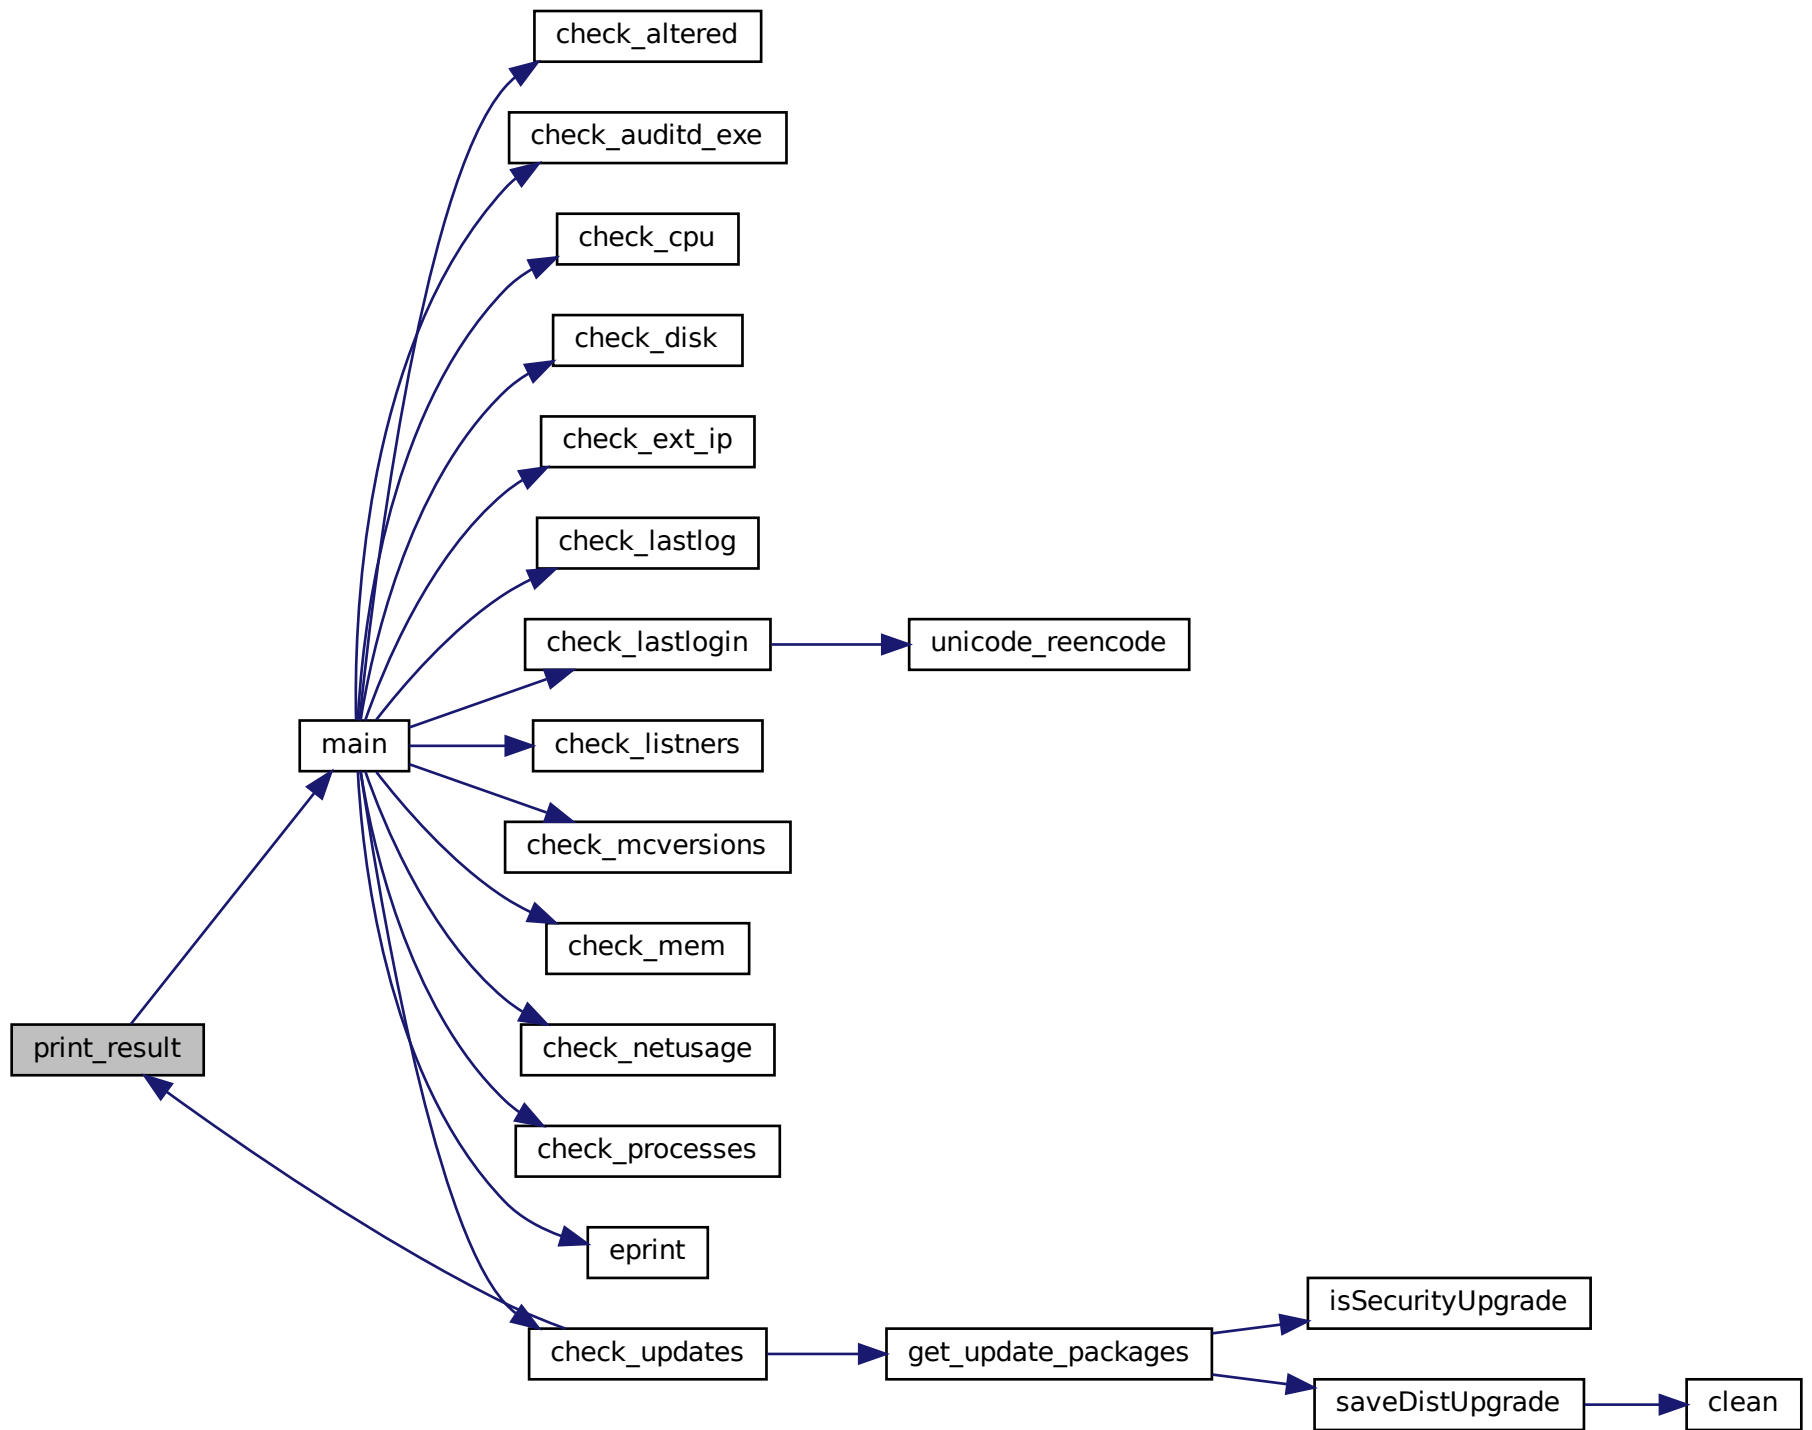 check_altered
check_auditd_exe
check_cpu
check_disk
check_ext_ip
check_lastlog
check_lastlogin
unicode_reencode
main
check_listners
check_mcversions
check_mem
print_result
check_netusage
check_processes
eprint
isSecurityUpgrade
check_updates
get_update_packages
saveDistUpgrade
clean